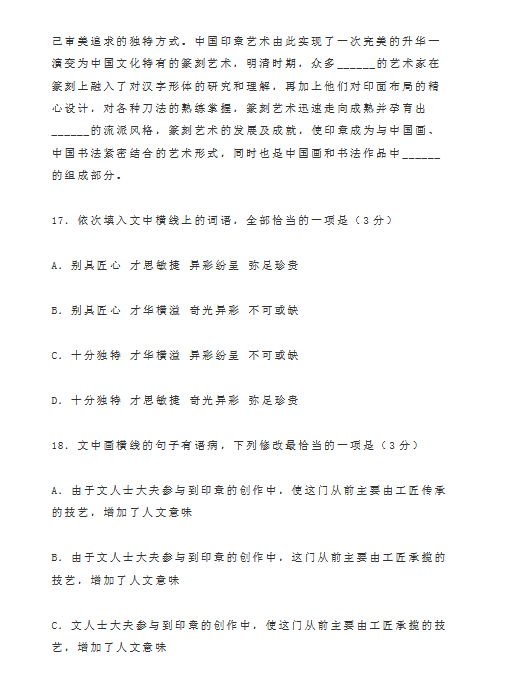 己审美追求的独特方式。中国印章艺术由此实现了一次完美的升华一
演变为中国文化特有的篆刻艺术，明清时期，众多______的艺术家在
篆刻上融入了对汉字形体的研究和理解，再加上他们对印面布局的精
心设计，对各种刀法的熟练掌握，篆刻艺术迅速走向成熟并孕育出
______的流派风格，篆刻艺术的发展及成就，使印章成为与中国画、
中国书法紧密结合的艺术形式，同时也是中国画和书法作品中______
的组成部分。
17. 依次填入文中横线上的词语，全部恰当的一项是（3分）
A. 别具匠心 才思敏捷 异彩纷呈 弥足珍贵
B. 别具匠心 才华横溢 奇光异彩 不可或缺
C. 十分独特 才华横溢 异彩纷呈 不可或缺
D. 十分独特 才思敏捷 奇光异彩 弥足珍贵
18. 文中画横线的句子有语病，下列修改最恰当的一项是（3分）
A. 由于文人士大夫参与到印章的创作中，使这门从前主要由工匠传承
的技艺，增加了人文意味
B. 由于文人士大夫参与到印章的创作中，这门从前主要由工匠承揽的
技艺，增加了人文意味
C. 文人士大夫参与到印章的创作中，使这门从前主要由工匠承揽的技
艺，增加了人文意味